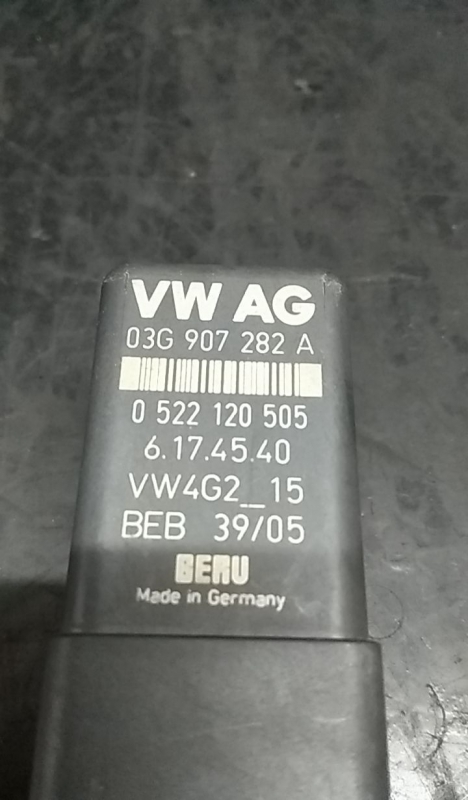 VW AG
03G 907 282 A
0 522 120 505
6.17.45.40
VW4G2_15
BEB 39/05
BERU
Made in Germany